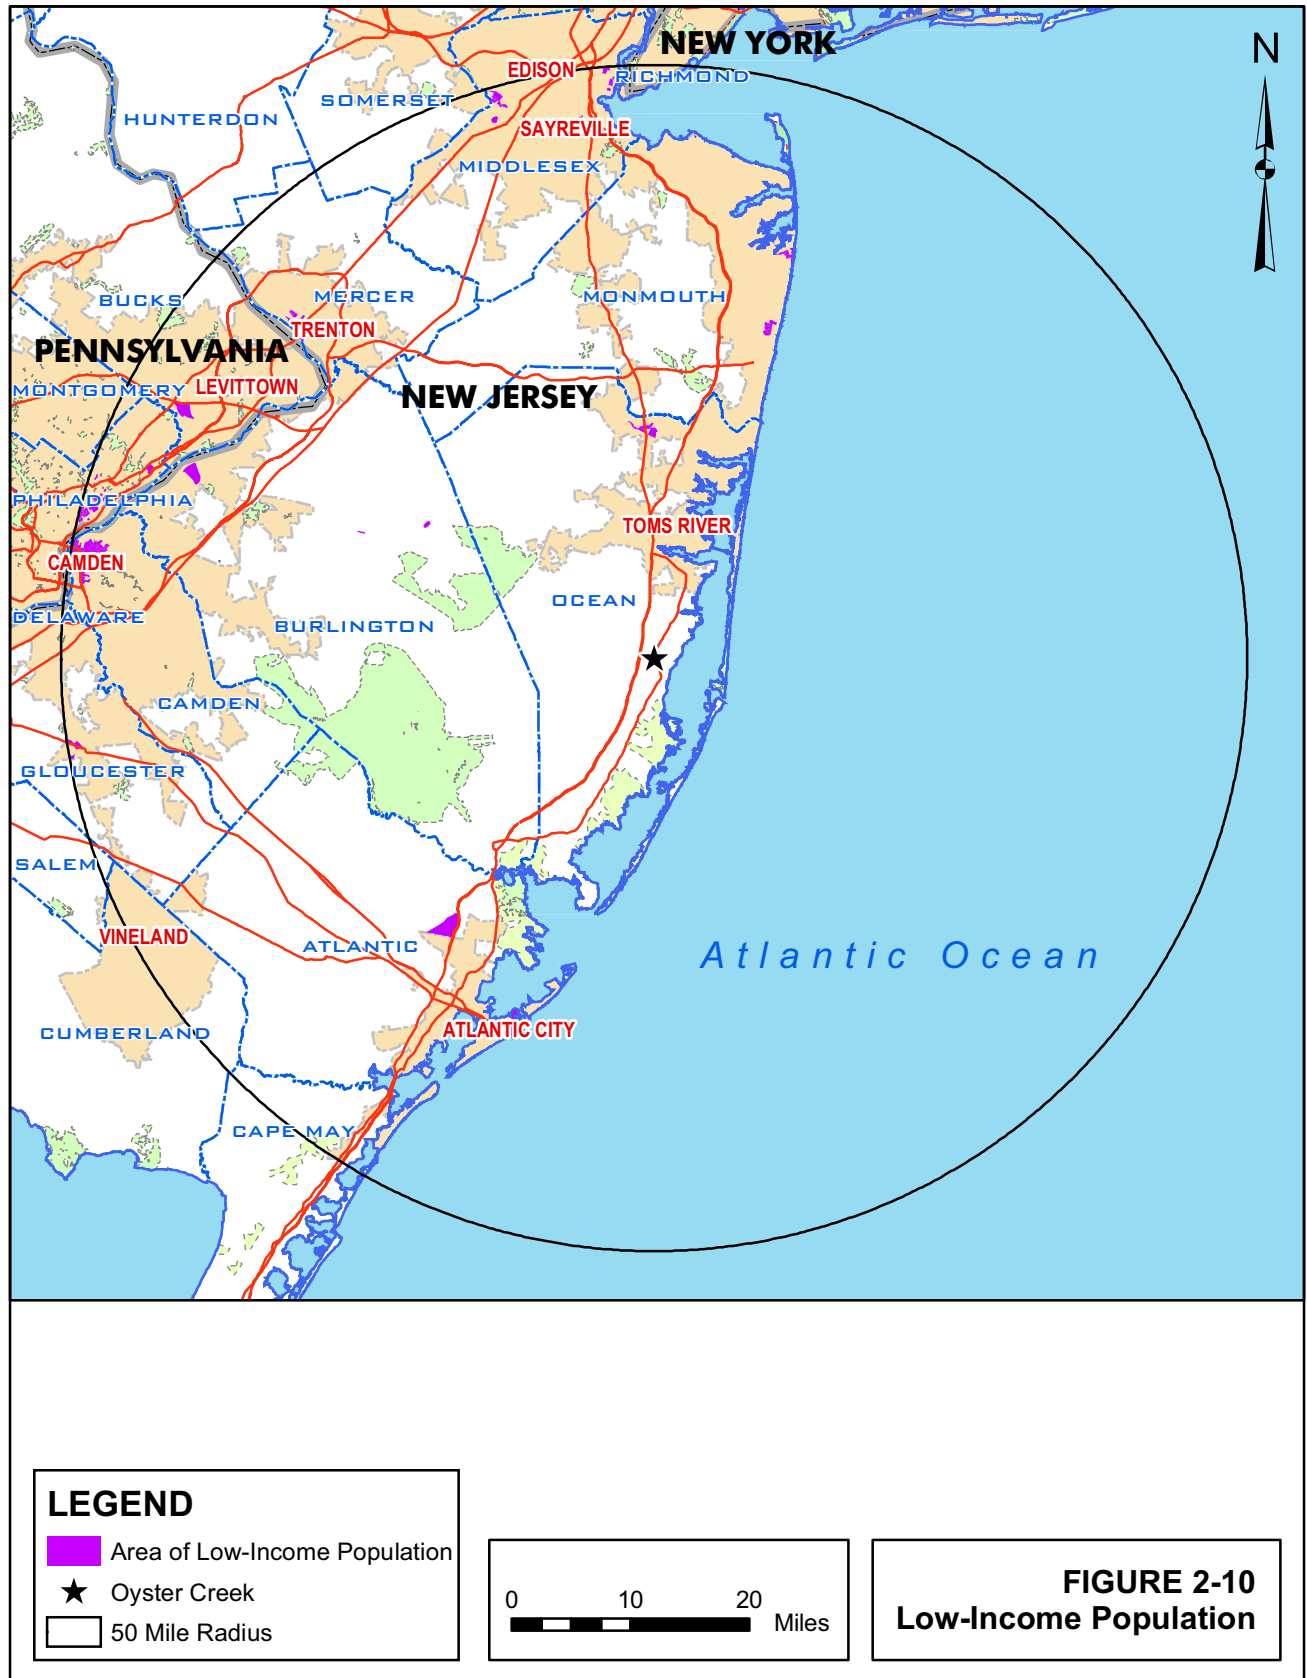 NEW YORK
N
EDISON
RICHMOND
SOMERSET
HUNTERDON
SAYREVILLE
MIDDLESEX
BUCKS
MERCER
MONMOUTH
TRENTON
PENNSYLVANIA
MONTGOMERY
LEVITTOWN
NEW JERSEY
PHILADELPHIA
TOMS RIVER
CAMDEN
OCEAN
DELAWARE
BURLINGTON
CAMDEN
GLOUCESTER
SALEM
VINELAND
ATLANTIC
Atlantic Ocean
CUMBERLAND
ATLANTIC CITY
CAPE MAY
LEGEND
Area of Low-Income Population
Oyster Creek
50 Mile Radius
0 10 20
Miles
FIGURE 2-10
Low-Income Population